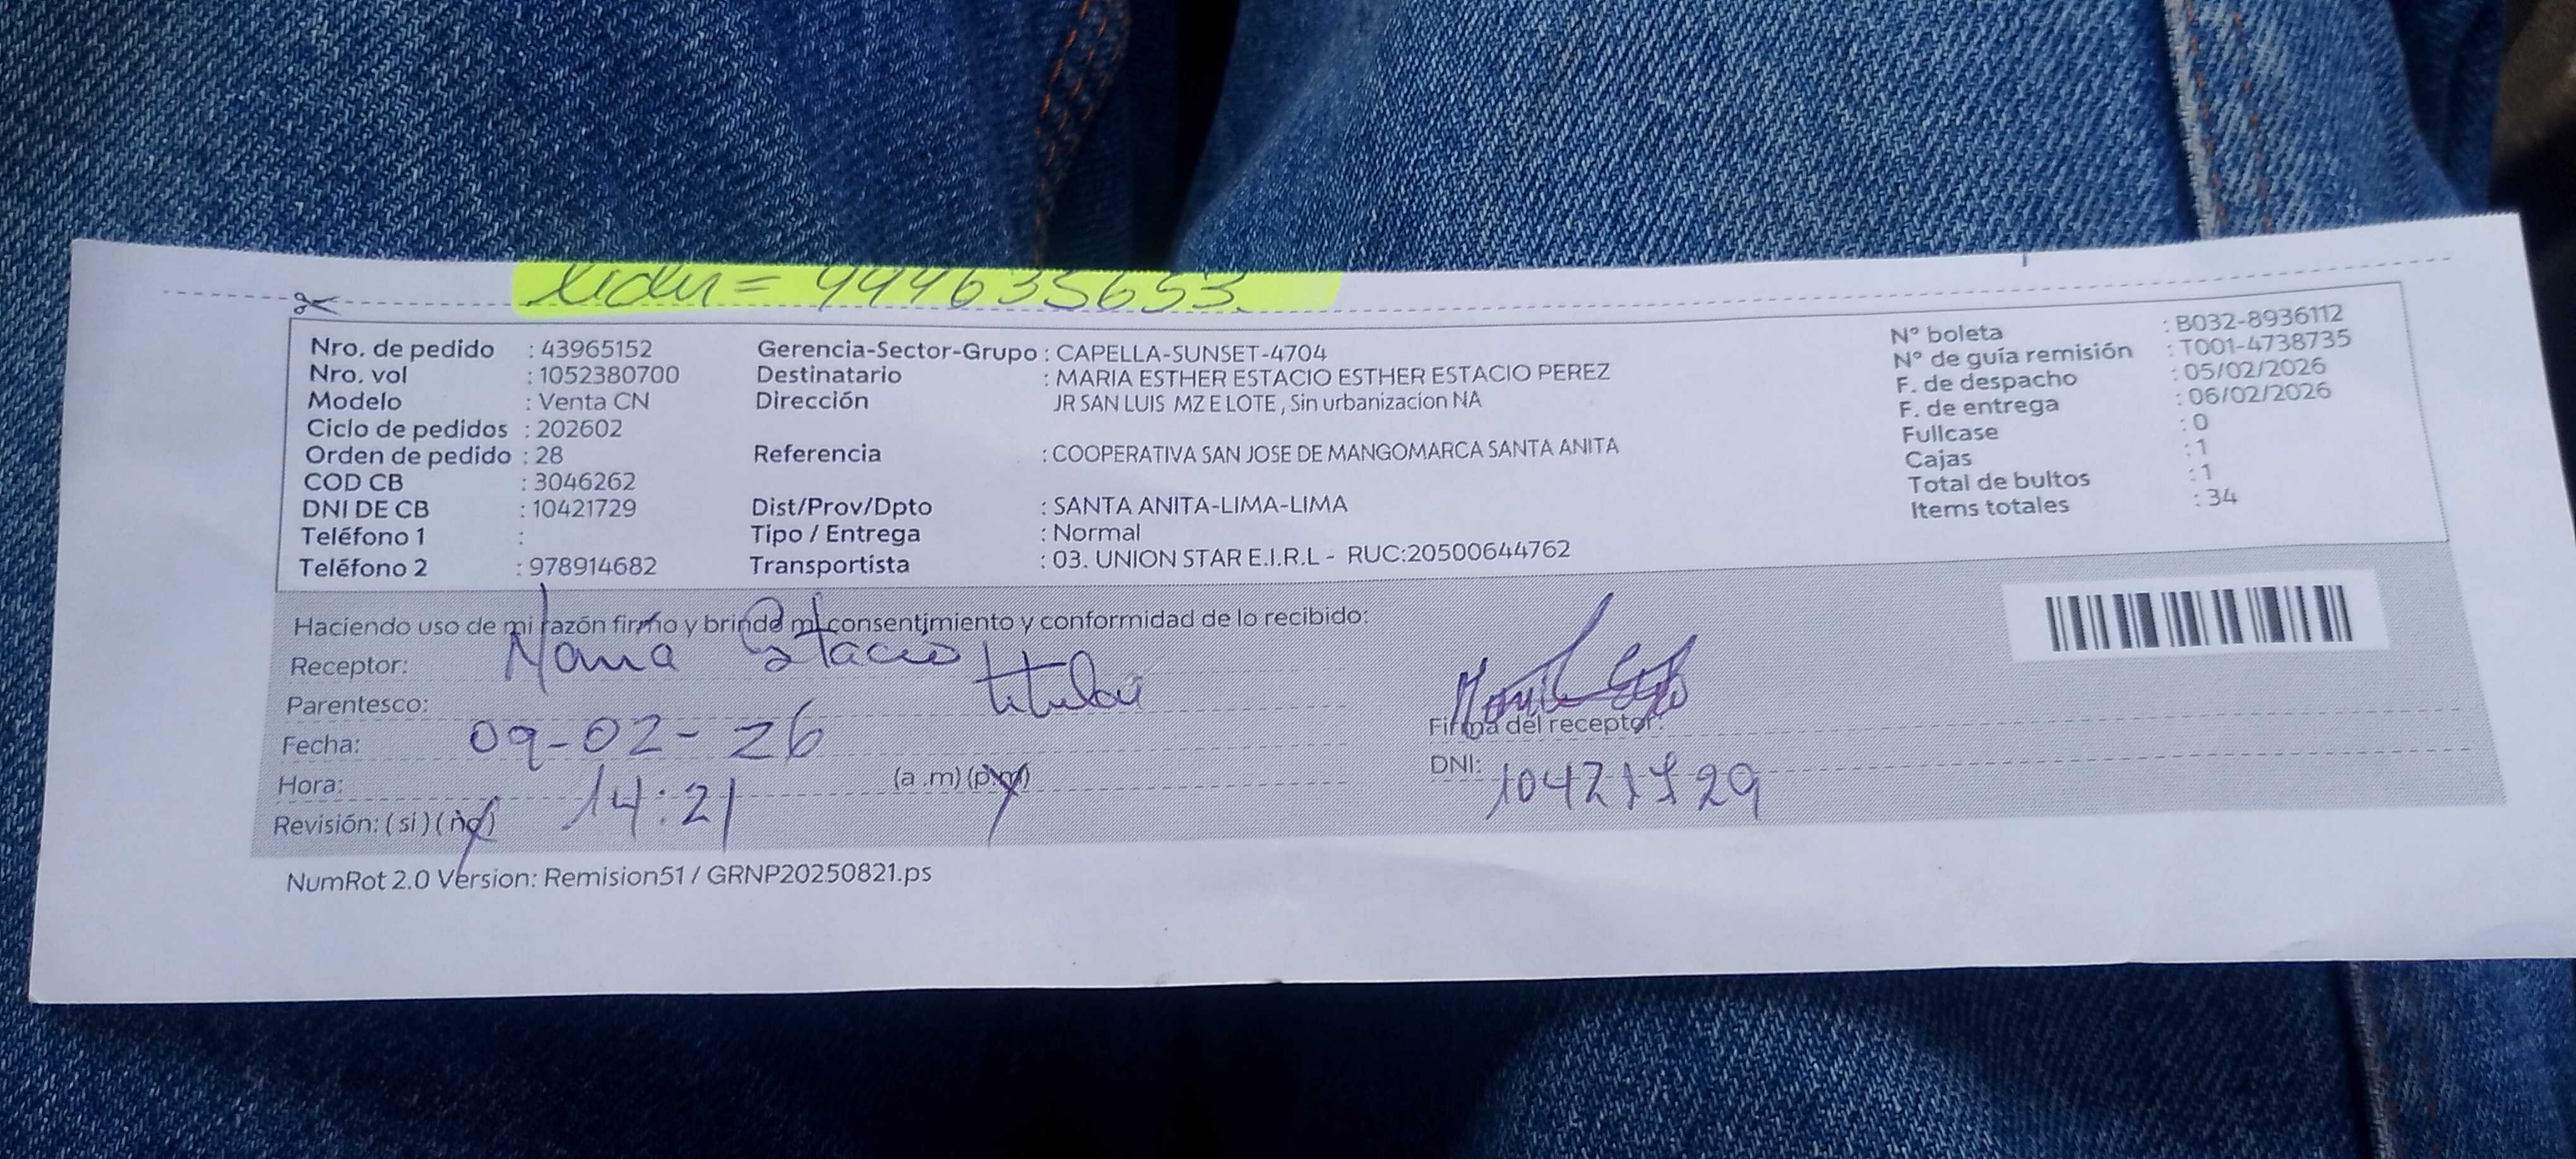 lider = 994635653
Nro. de pedido : 43965152
Nro. vol : 1052380700
Modelo : Venta CN
Ciclo de pedidos : 202602
Orden de pedido : 28
COD CB : 3046262
DNI DE CB : 10421729
Teléfono 1 :
Teléfono 2 : 978914682
Gerencia-Sector-Grupo : CAPELLA-SUNSET-4704
Destinatario : MARIA ESTHER ESTACIO ESTHER ESTACIO PEREZ
Dirección JR SAN LUIS MZ E LOTE , Sin urbanizacion NA
Referencia : COOPERATIVA SAN JOSE DE MANGOMARCA SANTA ANITA
Dist/Prov/Dpto : SANTA ANITA-LIMA-LIMA
Tipo / Entrega : Normal
Transportista : 03. UNION STAR E.I.R.L - RUC:20500644762
N° boleta : B032-8936112
N° de guía remisión : T001-4738735
F. de despacho : 05/02/2026
F. de entrega : 06/02/2026
Fullcase : 0
Cajas : 1
Total de bultos : 1
Items totales : 34
Haciendo uso de mi razón firmo y brindo mi consentimiento y conformidad de lo recibido:
Receptor: Maria Estacio
Parentesco: titular
Fecha: 09-02-26
Hora: 14:21 (a .m) (p.m)
Revisión: ( si ) ( no )
Firma del receptor:
DNI: 10421729
NumRot 2.0 Version: Remision51 / GRNP20250821.ps